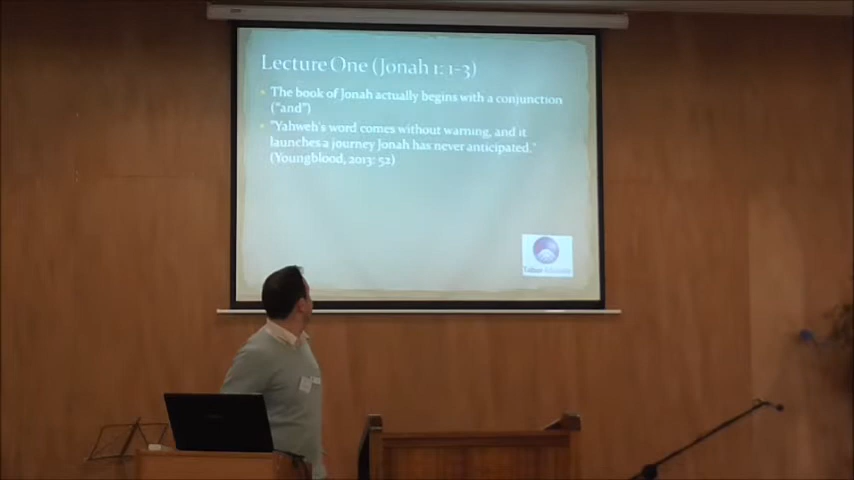 Lecture One (Jonah 1: 1-3)
The book of Jonah actually begins with a conjunction
("and")
"Yahweh's word comes without warning, and it
launches a journey Jonah has never anticipated."
(Youngblood, 2013: 52)